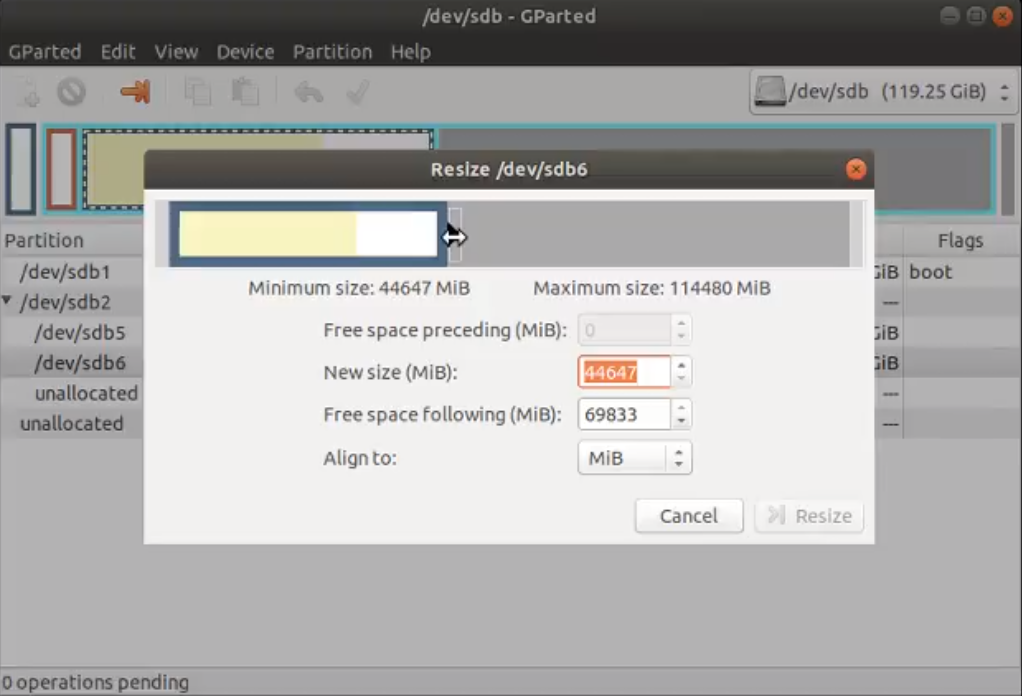 /dev/sdb - GParted
GParted Edit View Device Partition Help
/dev/sdb (119.25 GiB)
Resize /dev/sdb6
Minimum size: 44647 MiB Maximum size: 114480 MiB
Free space preceding (MiB): 0
New size (MiB): 44647
Free space following (MiB): 69833
Align to: MiB
Cancel Resize
Partition Flags
/dev/sdb1 GiB boot
/dev/sdb2 ---
/dev/sdb5 GiB
/dev/sdb6 GiB
unallocated ---
unallocated ---
0 operations pending